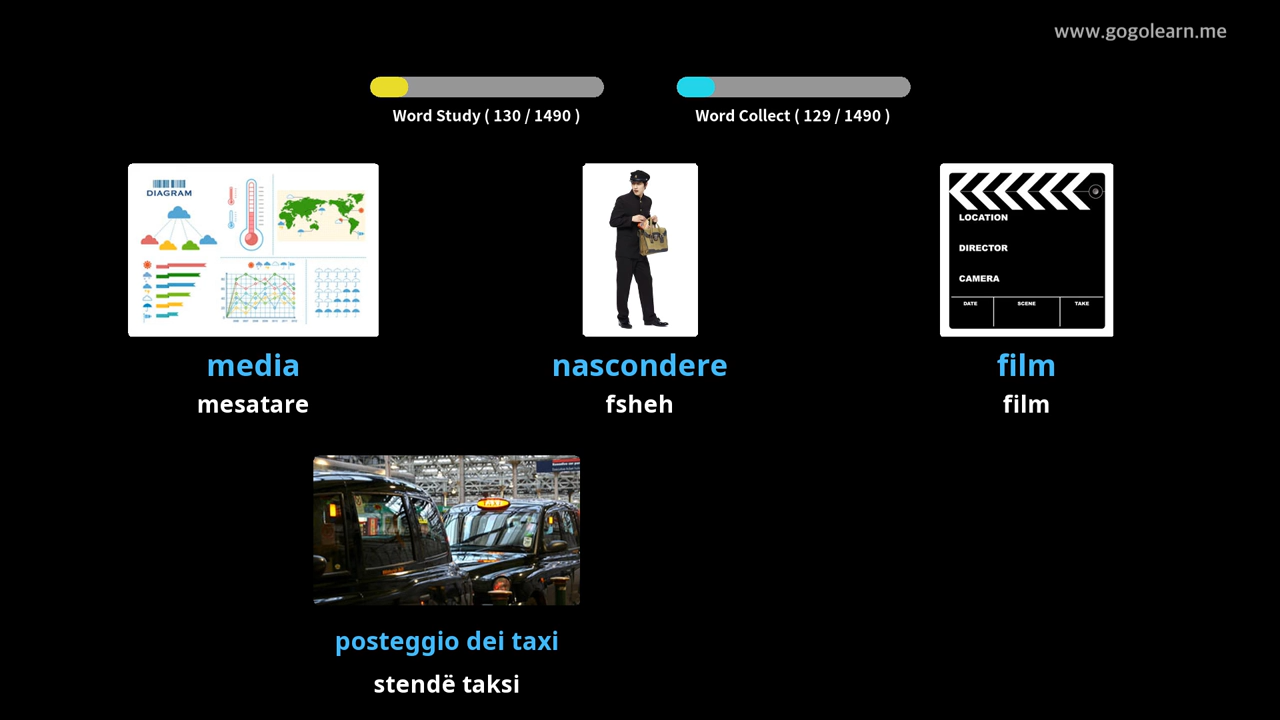 www.gogolearn.me
Word Study ( 130 / 1490 )
Word Collect ( 129 / 1490 )
DIAGRAM
LOCATION
DIRECTOR
CAMERA
DATE SCENE TAKE
media
nascondere
film
mesatare
fsheh
film
TAXI
posteggio dei taxi
stendë taksi